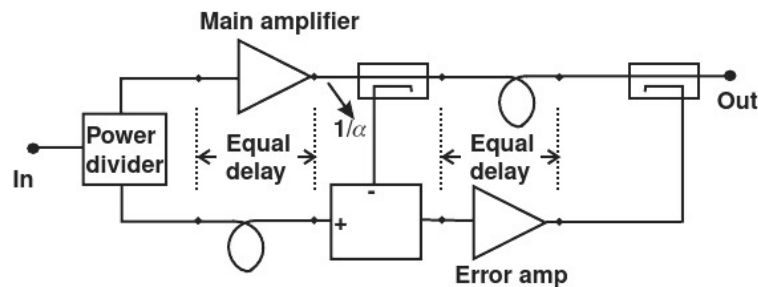 Main amplifier
Power
divider
In
Equal
delay
1/α
Equal
delay
Out
-
+
Error amp